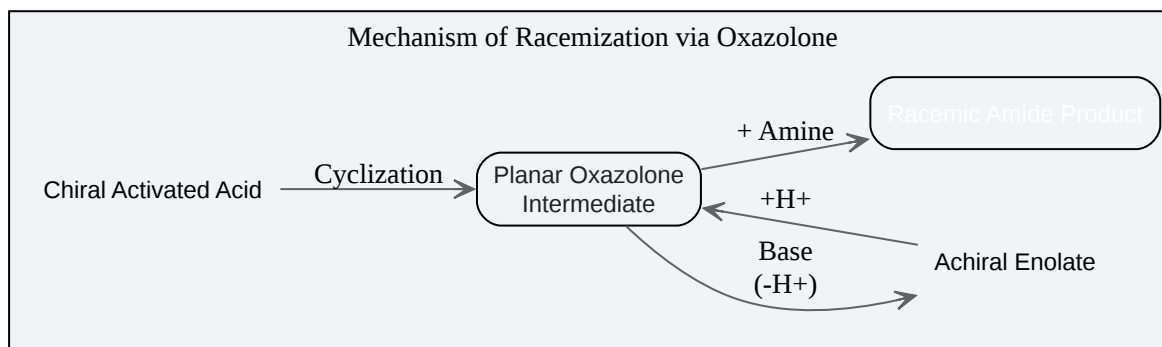 Mechanism of Racemization via Oxazolone
Racemic Amide Product
+ Amine
Chiral Activated Acid
Cyclization
Planar Oxazolone
Intermediate
+H+
Base
(-H+)
Achiral Enolate